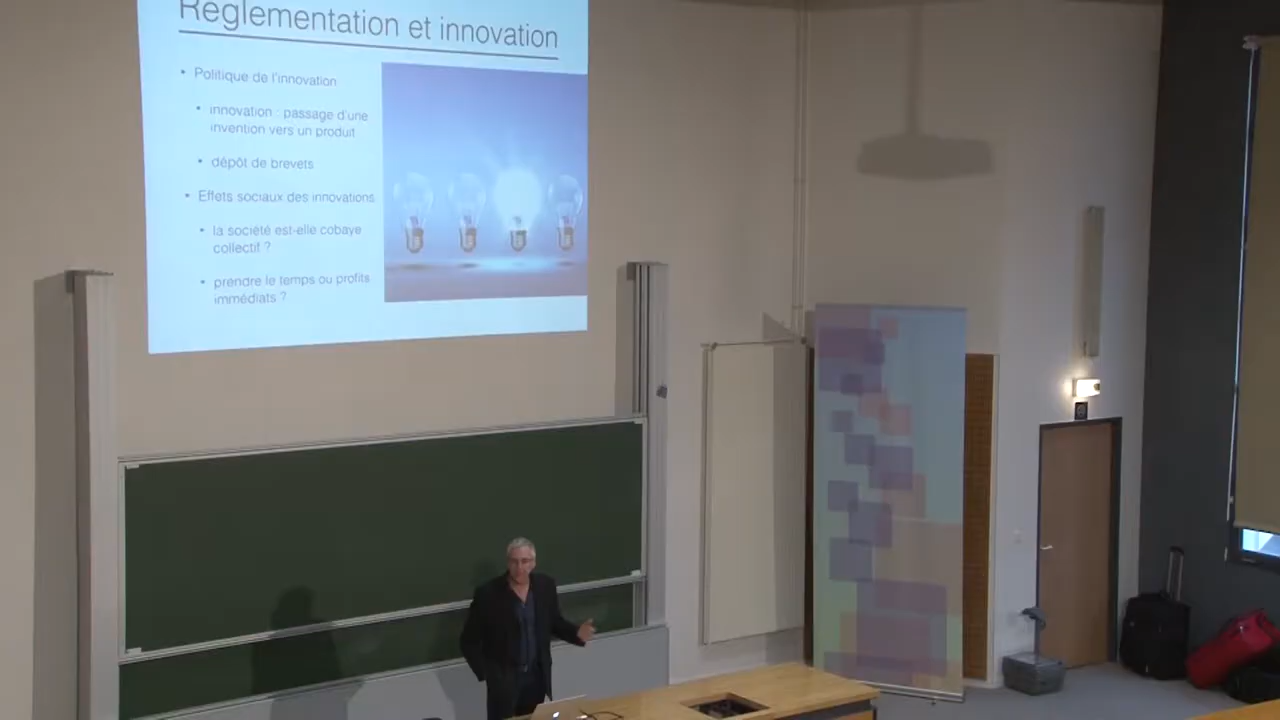 Réglementation et innovation
• Politique de l'innovation
• innovation : passage d'une
invention vers un produit
• dépôt de brevets
• Effets sociaux des innovations
• la société est-elle cobaye
collectif ?
• prendre le temps ou profits
immédiats ?